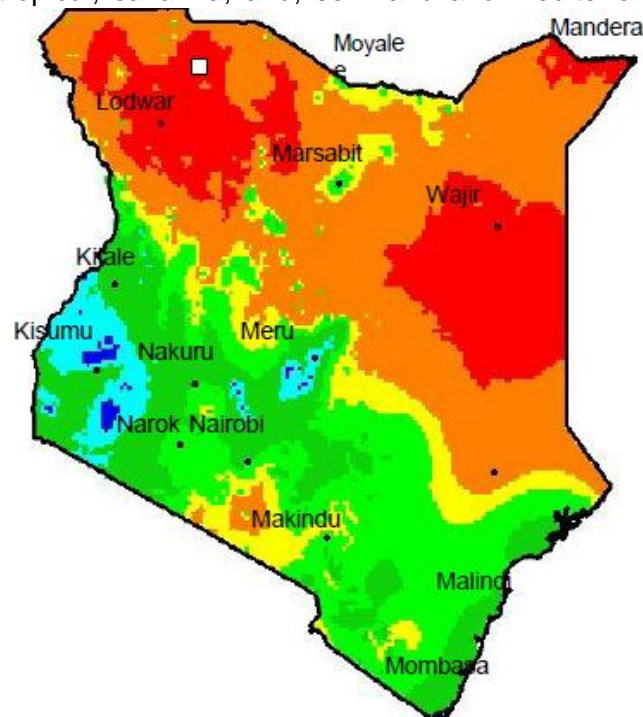 Mandera
Moyale
e
Lodwar
Marsabit
Wajir
Kitale
Kisumu
Meru
Nakuru
Narok Nairobi
Makindu
Malindi
Mombasa